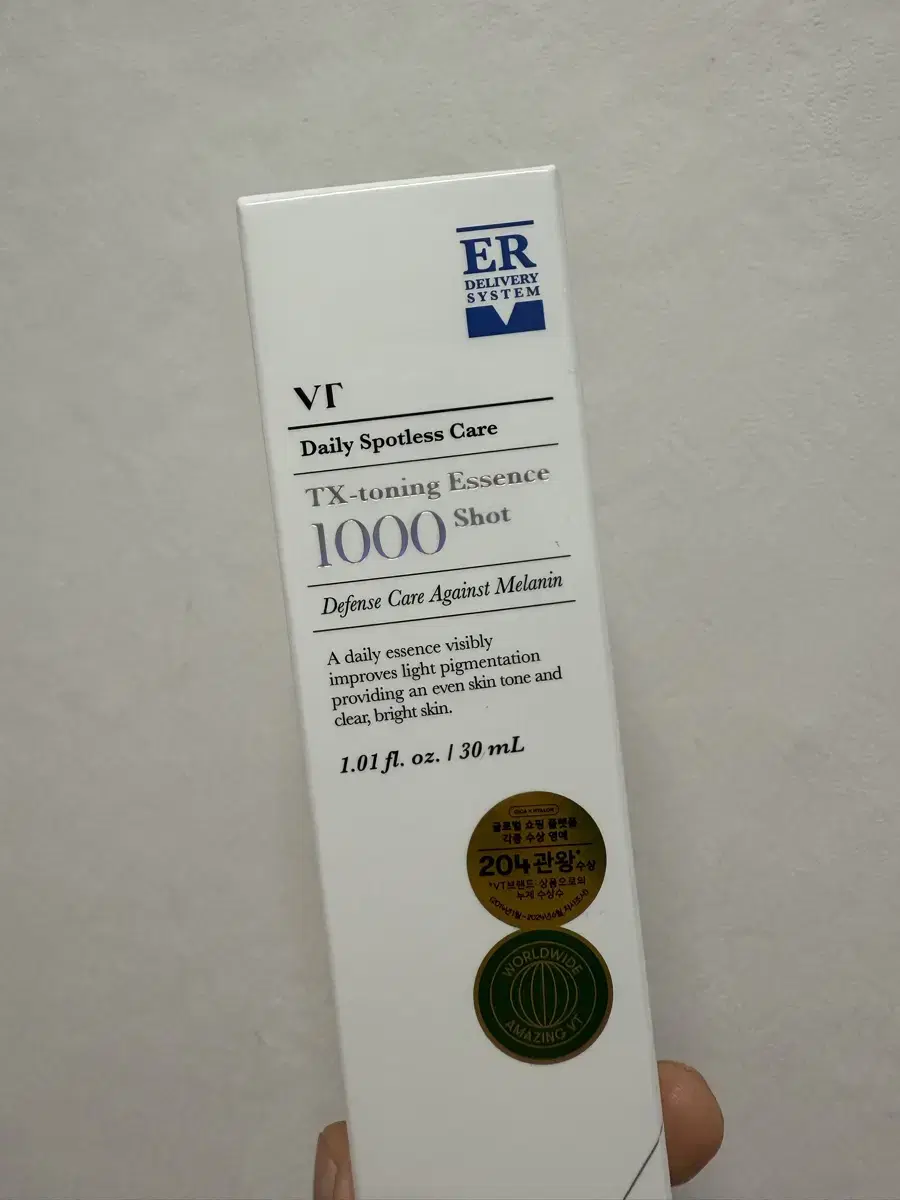 ER
DELIVERY
SYSTEM
VT
Daily Spotless Care
TX-toning Essence
1000 Shot
Defense Care Against Melanin
A daily essence visibly
improves light pigmentation
providing an even skin tone and
clear, bright skin.
1.01 fl. oz. / 30 mL
글로벌 쇼핑 플랫폼
각종 수상 영예
204관왕* 수상
*VT브랜드 상품으로의
누계 수상수
WORLDWIDE
AMAZING VT